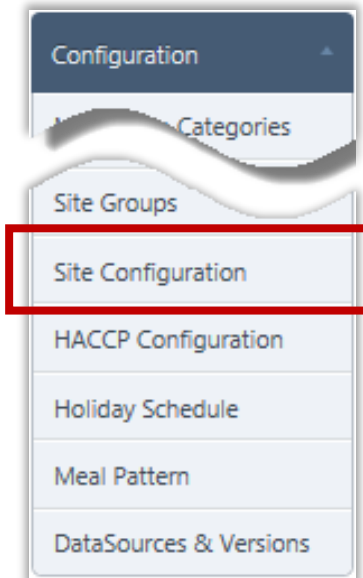 Configuration
Categories
Site Groups
Site Configuration
HACCP Configuration
Holiday Schedule
Meal Pattern
DataSources & Versions